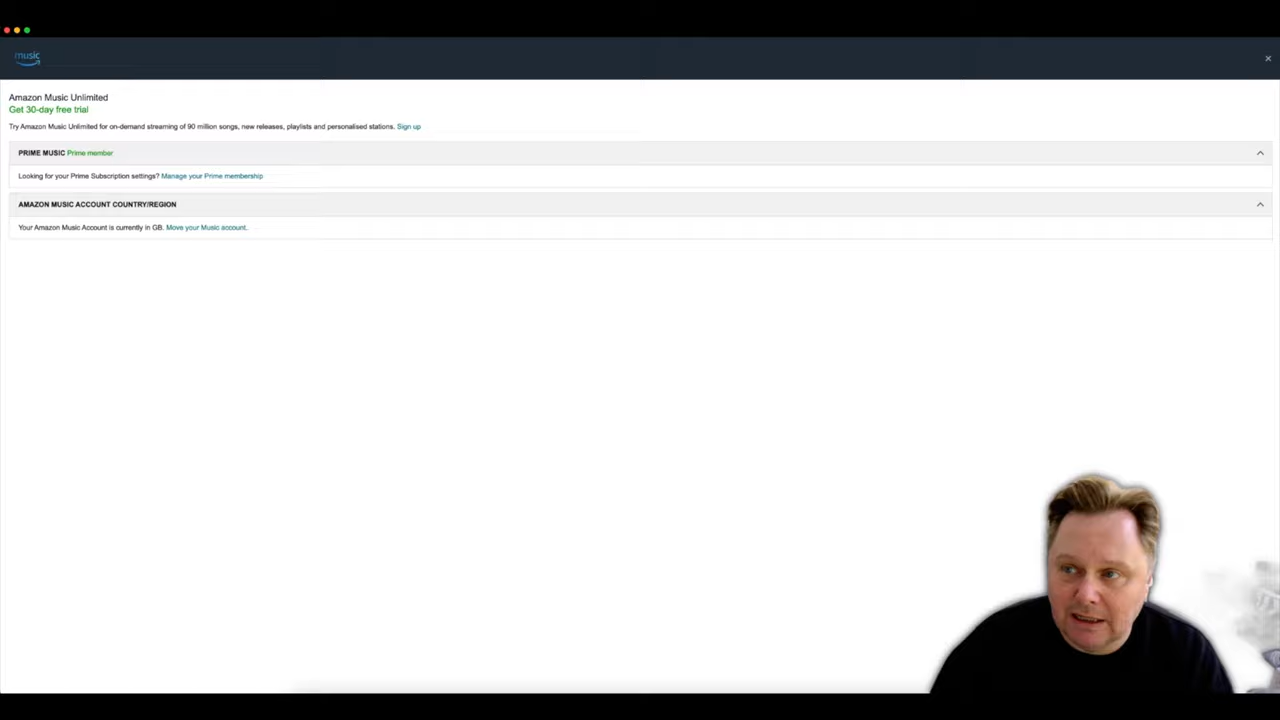 music
Amazon Music Unlimited
Get 30-day free trial
Try Amazon Music Unlimited for on-demand streaming of 90 million songs, new releases, playlists and personalised stations. Sign up
PRIME MUSIC Prime member
Looking for your Prime Subscription settings? Manage your Prime membership
AMAZON MUSIC ACCOUNT COUNTRY/REGION
Your Amazon Music Account is currently in GB. Move your Music account.